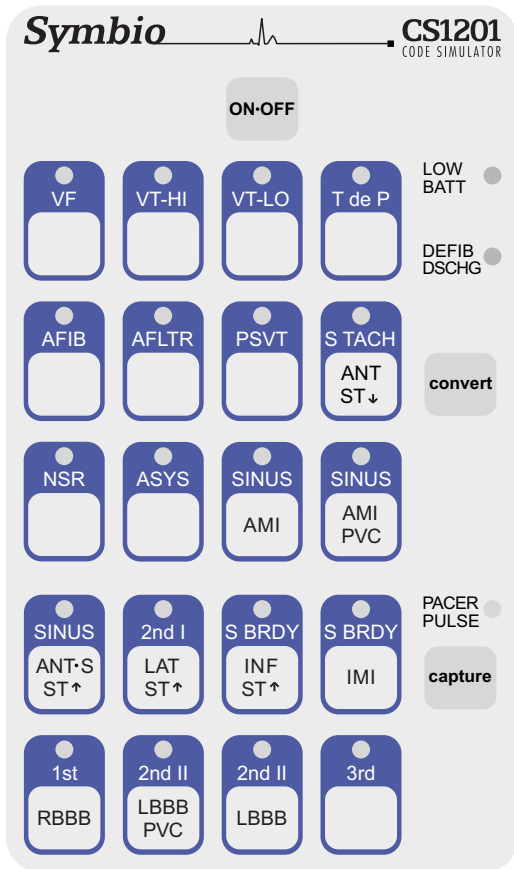 Symbio
CS1201
CODE SIMULATOR
ON•OFF
VF
VT-HI
VT-LO
T de P
LOW
BATT
DEFIB
DSCHG
AFIB
AFLTR
PSVT
S TACH
ANT
ST↓
convert
NSR
ASYS
SINUS
AMI
SINUS
AMI
PVC
SINUS
ANT•S
ST↑
2nd I
LAT
ST↑
S BRDY
INF
ST↑
S BRDY
IMI
PACER
PULSE
capture
1st
RBBB
2nd II
LBBB
PVC
2nd II
LBBB
3rd